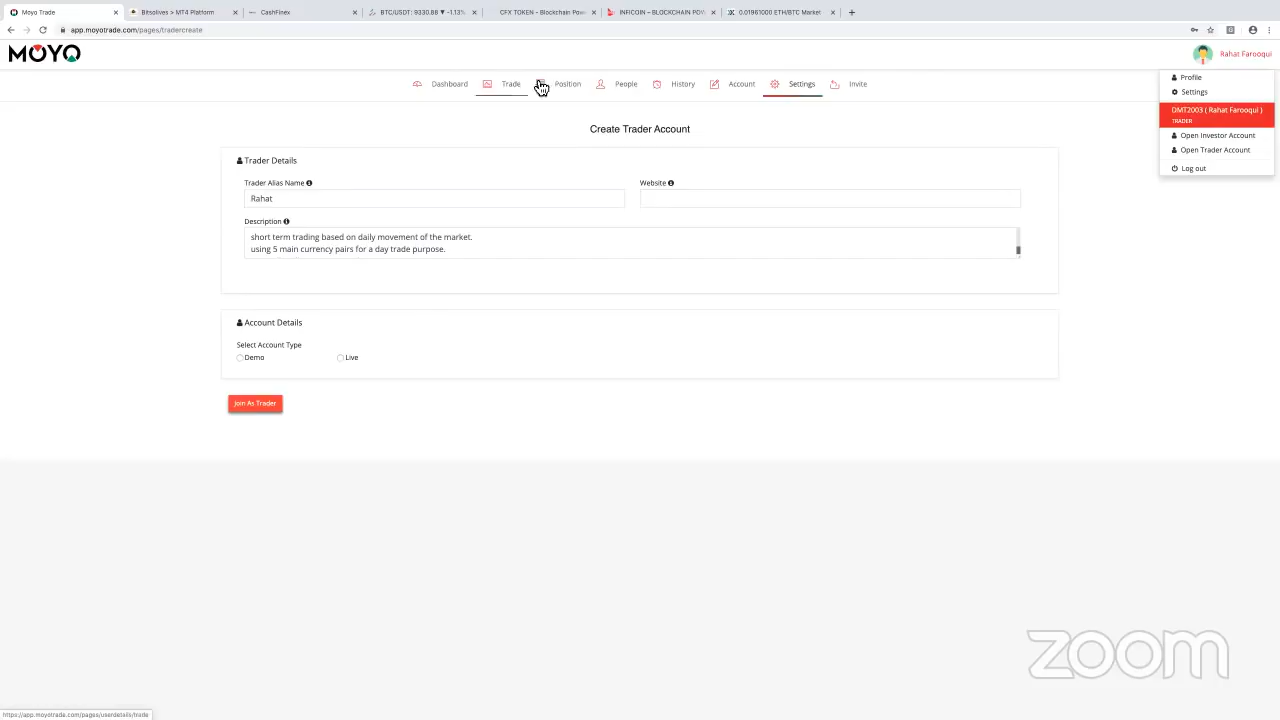 Moyo Trade
Bitsolives > MT4 Platform
CashFinex
BTC/USDT: 9330.88 ▼ -1.13%
CFX TOKEN - Blockchain Pow
INFICOIN – BLOCKCHAIN PO
0.01961000 ETH/BTC Market
app.moyotrade.com/pages/tradercreate
MOYO
Rahat Farooqui
Dashboard
Trade
Position
People
History
Account
Settings
Invite
Profile
Settings
DMT2003 ( Rahat Farooqui )
TRADER
Open Investor Account
Open Trader Account
Log out
Create Trader Account
Trader Details
Trader Alias Name
Website
Rahat
Description
short term trading based on daily movement of the market.
using 5 main currency pairs for a day trade purpose.
Account Details
Select Account Type
Demo
Live
Join As Trader
zoom
https://app.moyotrade.com/pages/userdetails/trade